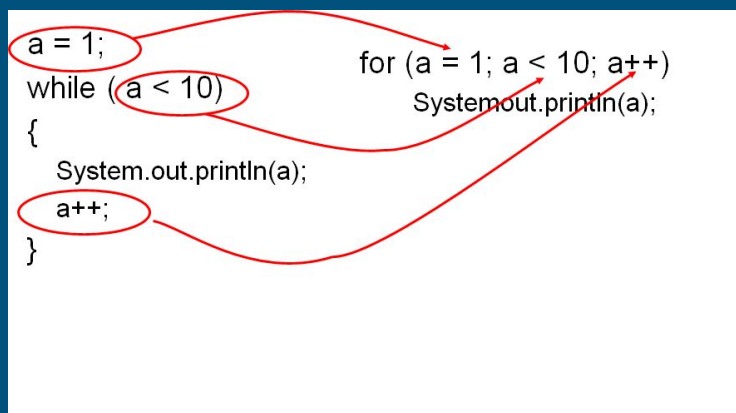 a = 1;
while (a < 10)
{
System.out.println(a);
a++;
}
for (a = 1; a < 10; a++)
Systemout.println(a);